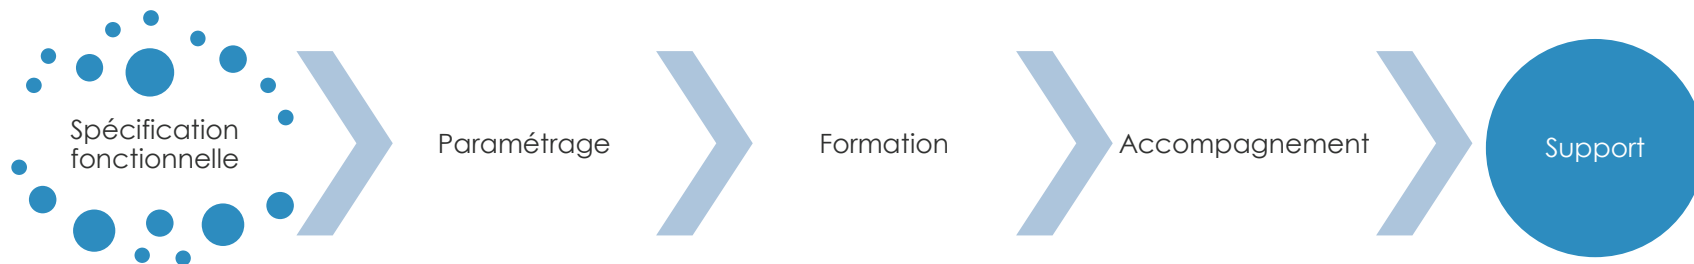 Spécification
fonctionnelle
Paramétrage
Formation
Accompagnement
Support